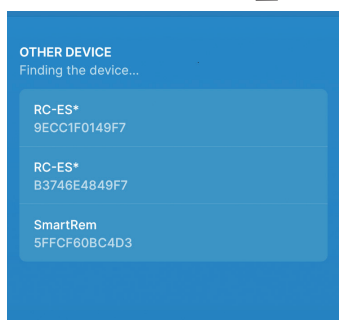 OTHER DEVICE
Finding the device...
RC-ES*
9ECC1F0149F7
RC-ES*
B3746E4849F7
SmartRem
5FFCF60BC4D3